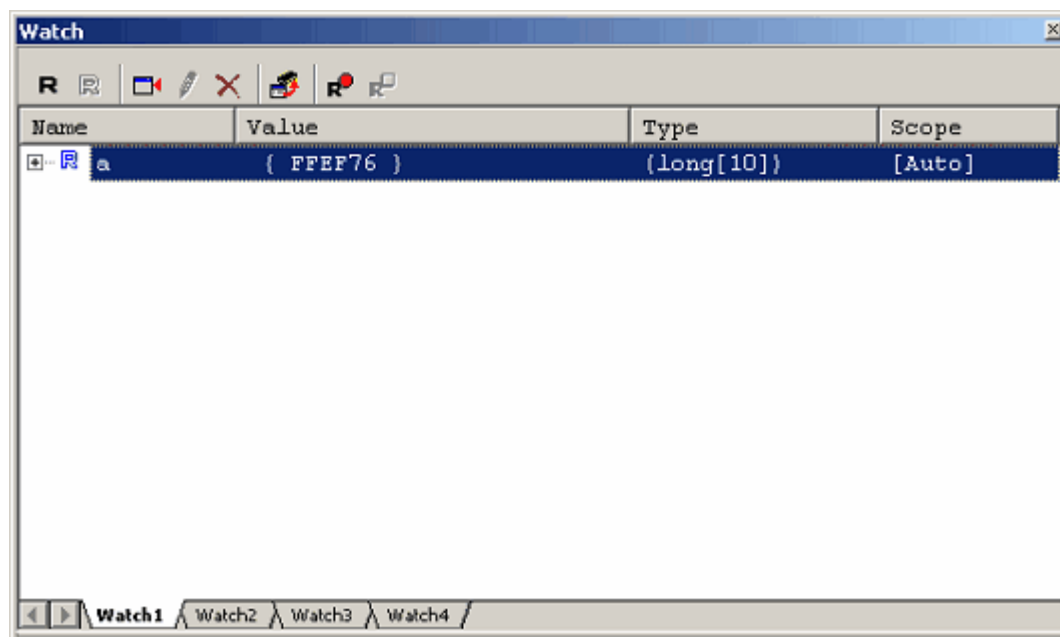 Watch
R R R R
Name Value Type Scope
R a { FFEF76 } (long[10]) [Auto]
Watch1 Watch2 Watch3 Watch4